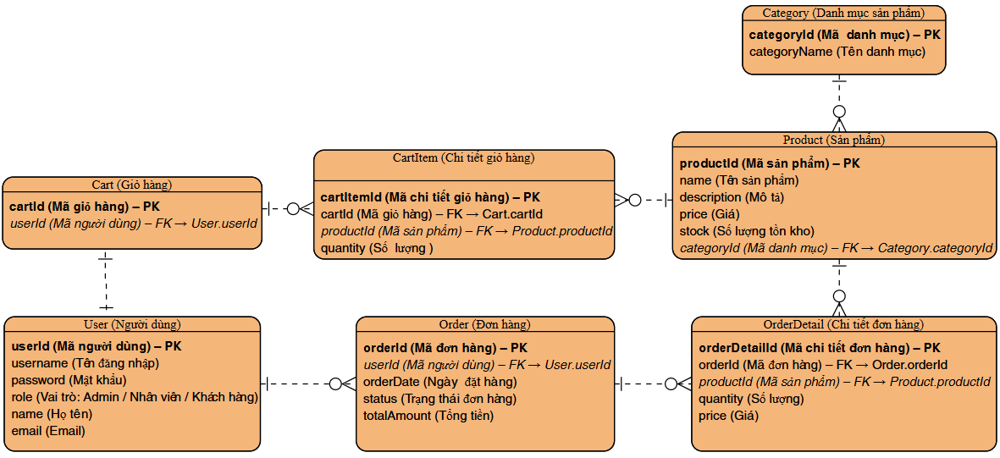 Category (Danh mục sản phẩm)
categoryId (Mã danh mục) – PK
categoryName (Tên danh mục)
Product (Sản phẩm)
productId (Mã sản phẩm) – PK
name (Tên sản phẩm)
description (Mô tả)
price (Giá)
stock (Số lượng tồn kho)
categoryId (Mã danh mục) – FK → Category.categoryId
CartItem (Chi tiết giỏ hàng)
cartItemId (Mã chi tiết giỏ hàng) – PK
cartId (Mã giỏ hàng) – FK → Cart.cartId
productId (Mã sản phẩm) – FK → Product.productId
quantity (Số lượng )
Cart (Giỏ hàng)
cartId (Mã giỏ hàng) – PK
userId (Mã người dùng) – FK → User.userId
User (Người dùng)
userId (Mã người dùng) – PK
username (Tên đăng nhập)
password (Mật khẩu)
role (Vai trò: Admin / Nhân viên / Khách hàng)
name (Họ tên)
email (Email)
Order (Đơn hàng)
orderId (Mã đơn hàng) – PK
userId (Mã người dùng) – FK → User.userId
orderDate (Ngày đặt hàng)
status (Trạng thái đơn hàng)
totalAmount (Tổng tiền)
OrderDetail (Chi tiết đơn hàng)
orderDetailId (Mã chi tiết đơn hàng) – PK
orderId (Mã đơn hàng) – FK → Order.orderId
productId (Mã sản phẩm) – FK → Product.productId
quantity (Số lượng)
price (Giá)